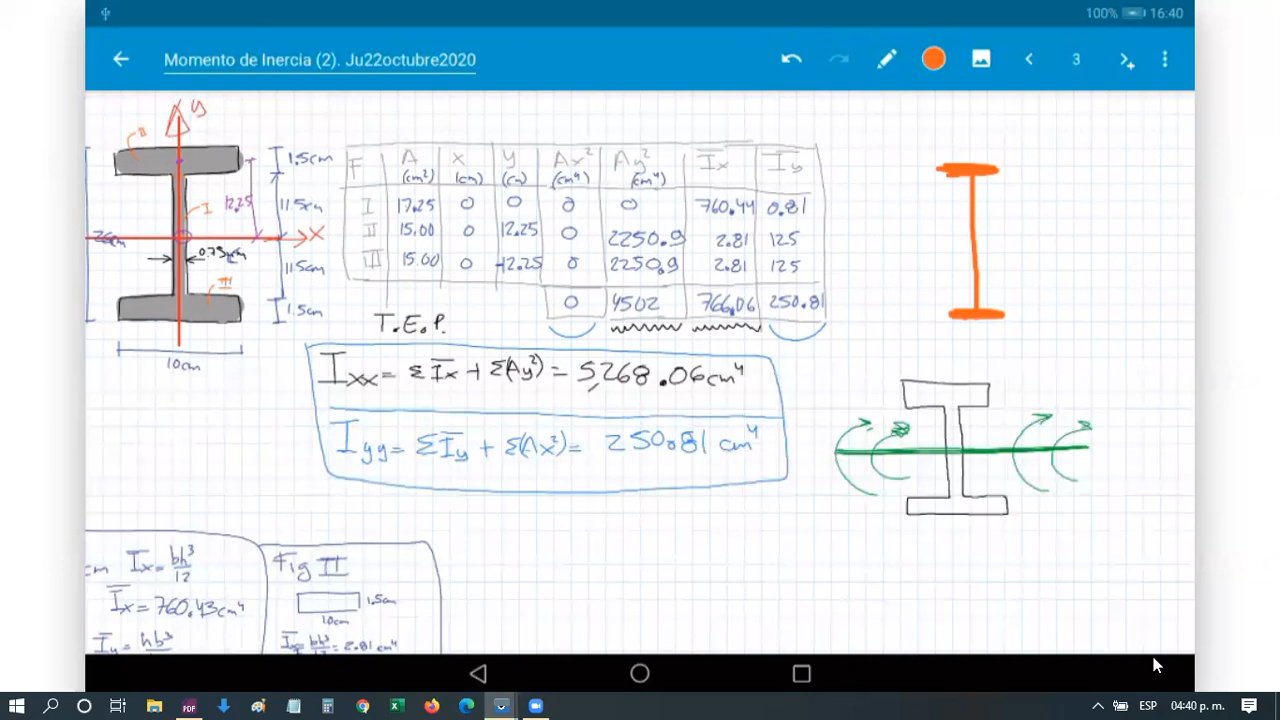 100% 16:40
Momento de Inercia (2). Ju22octubre2020
3
y
II
I
III
X
1.5cm
11.5cm
12.25
26cm
0.75cm
11.5cm
1.5cm
10cm
F A (cm²) x (cm) y (cm) Ax² (cm⁴) Ay² (cm⁴) Ix Iy
I 17.25 0 0 0 0 760.44 0.81
II 15.00 0 12.25 0 2250.9 2.81 125
III 15.00 0 -12.25 0 2250.9 2.81 125
0 4502 766.06 250.81
T.E.P.
Ixx = ΣIx + Σ(Ay²) = 5,268.06cm⁴
Iyy = ΣIy + Σ(Ax²) = 250.81 cm⁴
cm Ix = bh³/12
Ix = 760.43cm⁴
Iy = hb³
Fig II
1.5cm
10cm
Ix = bh³/12 = 2.81 cm⁴
ESP 04:40 p. m.